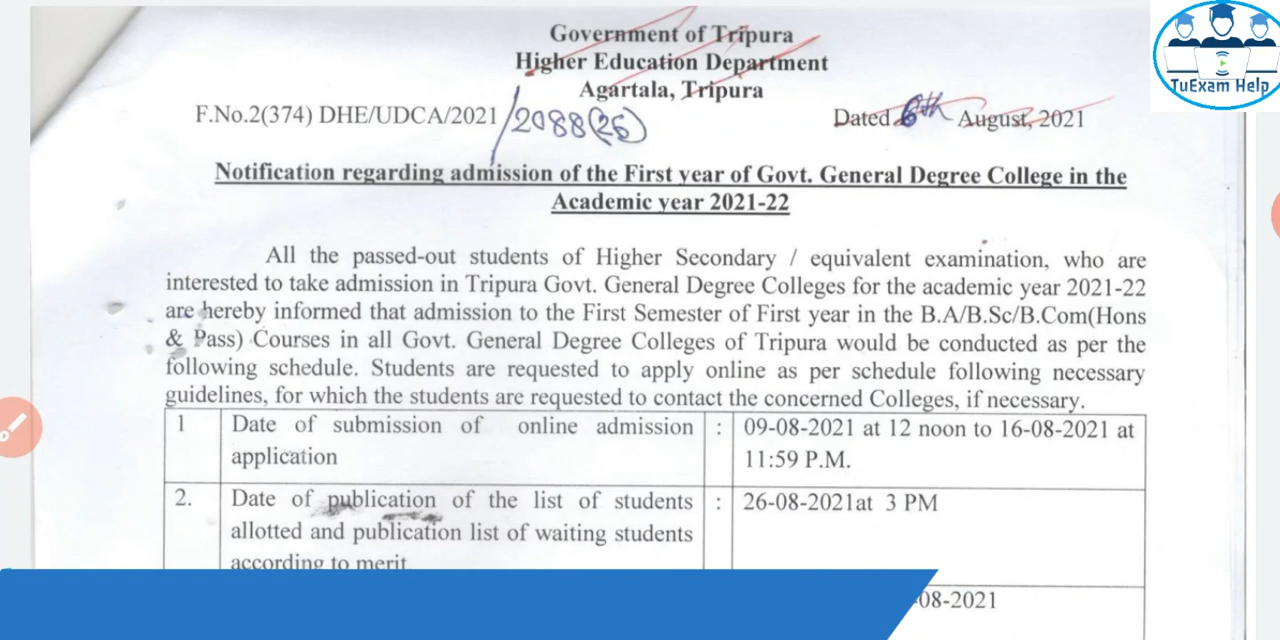 Government of Tripura
Higher Education Department
Agartala, Tripura
TuExam Help
F.No.2(374) DHE/UDCA/2021 /2088(25)
Dated 6th August, 2021
Notification regarding admission of the First year of Govt. General Degree College in the
Academic year 2021-22
All the passed-out students of Higher Secondary / equivalent examination, who are
interested to take admission in Tripura Govt. General Degree Colleges for the academic year 2021-22
are hereby informed that admission to the First Semester of First year in the B.A/B.Sc/B.Com(Hons
& Pass) Courses in all Govt. General Degree Colleges of Tripura would be conducted as per the
following schedule. Students are requested to apply online as per schedule following necessary
guidelines, for which the students are requested to contact the concerned Colleges, if necessary.
1 Date of submission of online admission : 09-08-2021 at 12 noon to 16-08-2021 at
application 11:59 P.M.
2. Date of publication of the list of students : 26-08-2021at 3 PM
allotted and publication list of waiting students
according to merit
-08-2021